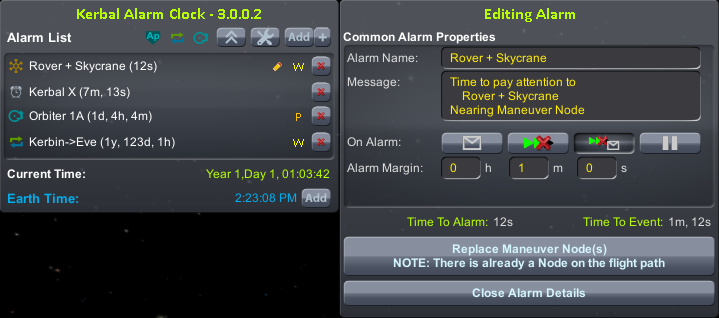 Kerbal Alarm Clock - 3.0.0.2
Alarm List Ap Add +
Rover + Skycrane (12s) W
Kerbal X (7m, 13s)
Orbiter 1A (1d, 4h, 4m) P
Kerbin->Eve (1y, 123d, 1h) W
Current Time: Year 1,Day 1, 01:03:42
Earth Time: 2:23:08 PM Add
Editing Alarm
Common Alarm Properties
Alarm Name: Rover + Skycrane
Message: Time to pay attention to
Rover + Skycrane
Nearing Maneuver Node
On Alarm:
Alarm Margin: 0 h 1 m 0 s
Time To Alarm: 12s Time To Event: 1m, 12s
Replace Maneuver Node(s)
NOTE: There is already a Node on the flight path
Close Alarm Details